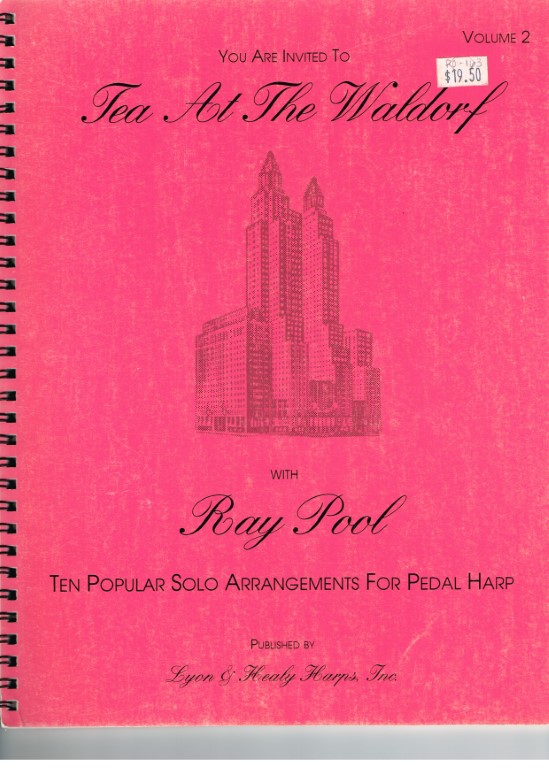 VOLUME 2
YOU ARE INVITED TO
$19.50
Tea At The Waldorf
WITH
Ray Pool
TEN POPULAR SOLO ARRANGEMENTS FOR PEDAL HARP
PUBLISHED BY
Lyon & Healy Harps, Inc.